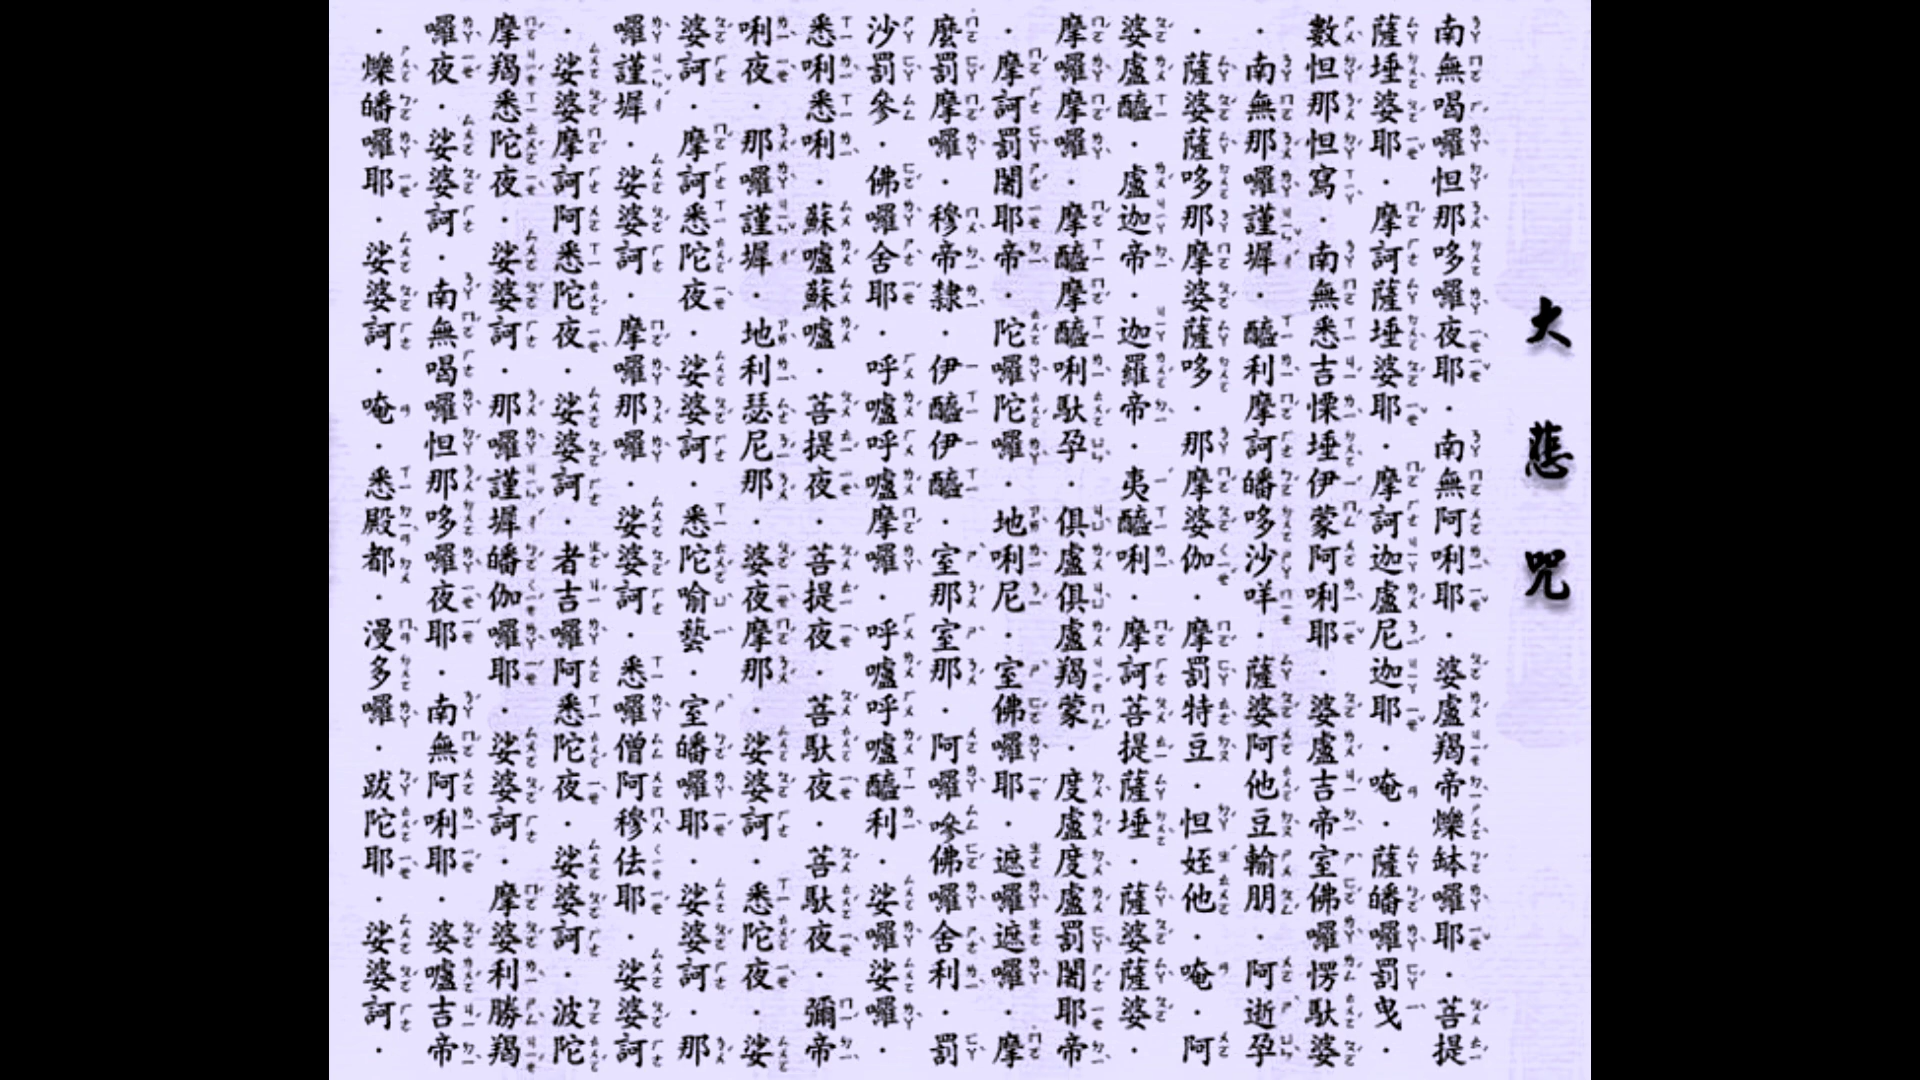 大悲咒
南無喝囉怛那哆囉夜耶．南無阿唎耶．婆盧羯帝爍缽囉耶．菩提
薩埵婆耶．摩訶薩埵婆耶．摩訶迦盧尼迦耶．唵．薩皤囉罰曳．
數怛那怛寫．南無悉吉慄埵伊蒙阿唎耶．婆盧吉帝室佛囉愣馱婆
．南無那囉謹墀．醯利摩訶皤哆沙咩．薩婆阿他豆輸朋．阿逝孕
．薩婆薩哆那摩婆薩哆．那摩婆伽．摩罰特豆．怛姪他．唵．阿
婆盧醯．盧迦帝．迦羅帝．夷醯唎．摩訶菩提薩埵．薩婆薩婆．
摩囉摩囉．摩醯摩醯唎馱孕．俱盧俱盧羯蒙．度盧度盧罰闍耶帝
．摩訶罰闍耶帝．陀囉陀囉．地唎尼．室佛囉耶．遮囉遮囉．摩
麼罰摩囉．穆帝隸．伊醯伊醯．室那室那．阿囉嘇佛囉舍利．罰
沙罰參．佛囉舍耶．呼嚧呼嚧摩囉．呼嚧呼嚧醯利．娑囉娑囉．
悉唎悉唎．蘇嚧蘇嚧．菩提夜．菩提夜．菩馱夜．菩馱夜．彌帝
唎夜．那囉謹墀．地利瑟尼那．婆夜摩那．娑婆訶．悉陀夜．娑
婆訶．摩訶悉陀夜．娑婆訶．悉陀喻藝．室皤囉耶．娑婆訶．那
囉謹墀．娑婆訶．摩囉那囉．娑婆訶．悉囉僧阿穆佉耶．娑婆訶
．娑婆摩訶阿悉陀夜．娑婆訶．者吉囉阿悉陀夜．娑婆訶．波陀
摩羯悉陀夜．娑婆訶．那囉謹墀皤伽囉耶．娑婆訶．摩婆利勝羯
囉夜．娑婆訶．南無喝囉怛那哆囉夜耶．南無阿唎耶．婆嚧吉帝
．爍皤囉耶．娑婆訶．唵．悉殿都．漫多囉．跋陀耶．娑婆訶．